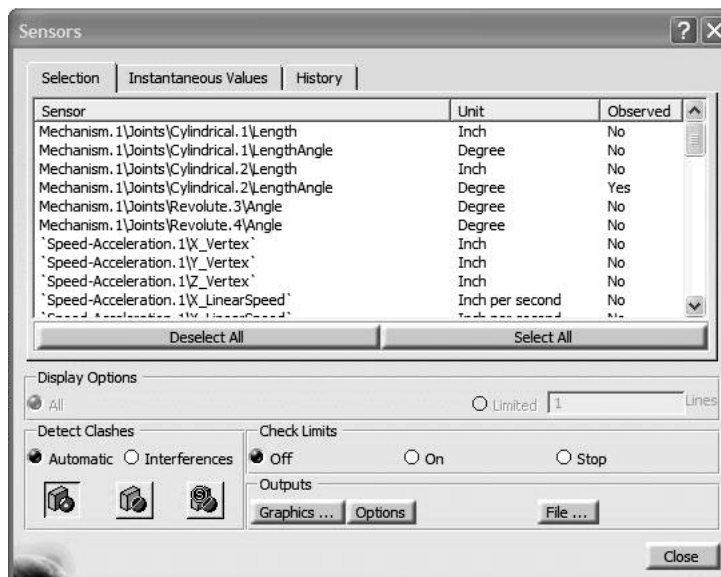 Sensors
Selection Instantaneous Values History
Sensor Unit Observed
Mechanism.1\Joints\Cylindrical.1\Length Inch No
Mechanism.1\Joints\Cylindrical.1\LengthAngle Degree No
Mechanism.1\Joints\Cylindrical.2\Length Inch No
Mechanism.1\Joints\Cylindrical.2\LengthAngle Degree Yes
Mechanism.1\Joints\Revolute.3\Angle Degree No
Mechanism.1\Joints\Revolute.4\Angle Degree No
`Speed-Acceleration.1\X_Vertex` Inch No
`Speed-Acceleration.1\Y_Vertex` Inch No
`Speed-Acceleration.1\Z_Vertex` Inch No
`Speed-Acceleration.1\X_LinearSpeed` Inch per second No
Deselect All Select All
Display Options
All Limited 1 Lines
Detect Clashes Check Limits
Automatic Interferences Off On Stop
Outputs
Graphics ... Options File ...
Close